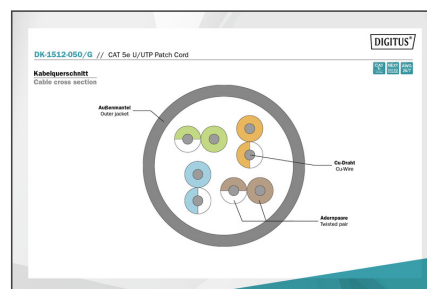 DIGITUS®
DK-1512-050/G // CAT 5e U/UTP Patch Cord
Kabelquerschnitt
Cable cross section
Außenmantel
Outer jacket
Cu-Draht
Cu-Wire
Aderepaare
Twisted pair